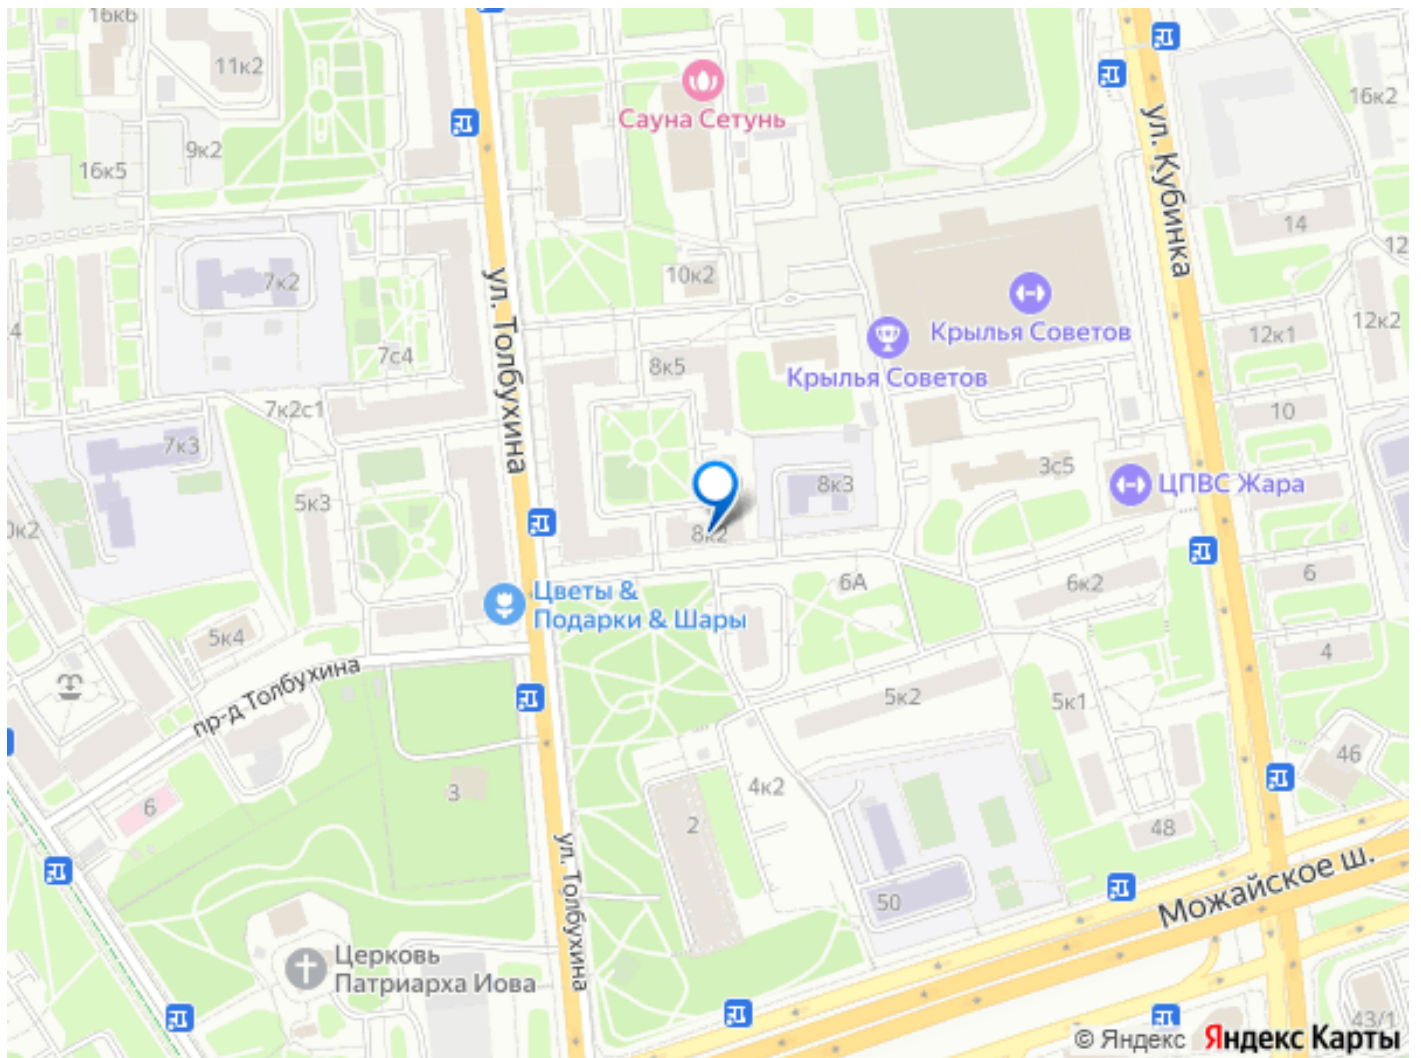 16к6
11к2
9к2
16к5
Сауна Сетунь
16к2
ул. Кубинка
14
12
10к2
7к2
ул. Толбухина
Крылья Советов
12к1
12к2
4
7с4
8к5
Крылья Советов
7к2с1
10
7к3
3с5
8к3
ЦПВС Жара
5к3
0к2
8к2
Цветы &
Подарки & Шары
6А
6к2
6
5к4
4
пр-д Толбухина
5к2
5к1
46
3
4к2
6
2
48
ул. Толбухина
50
Можайское ш.
Церковь
Патриарха Иова
43/1
© Яндекс Яндекс Карты